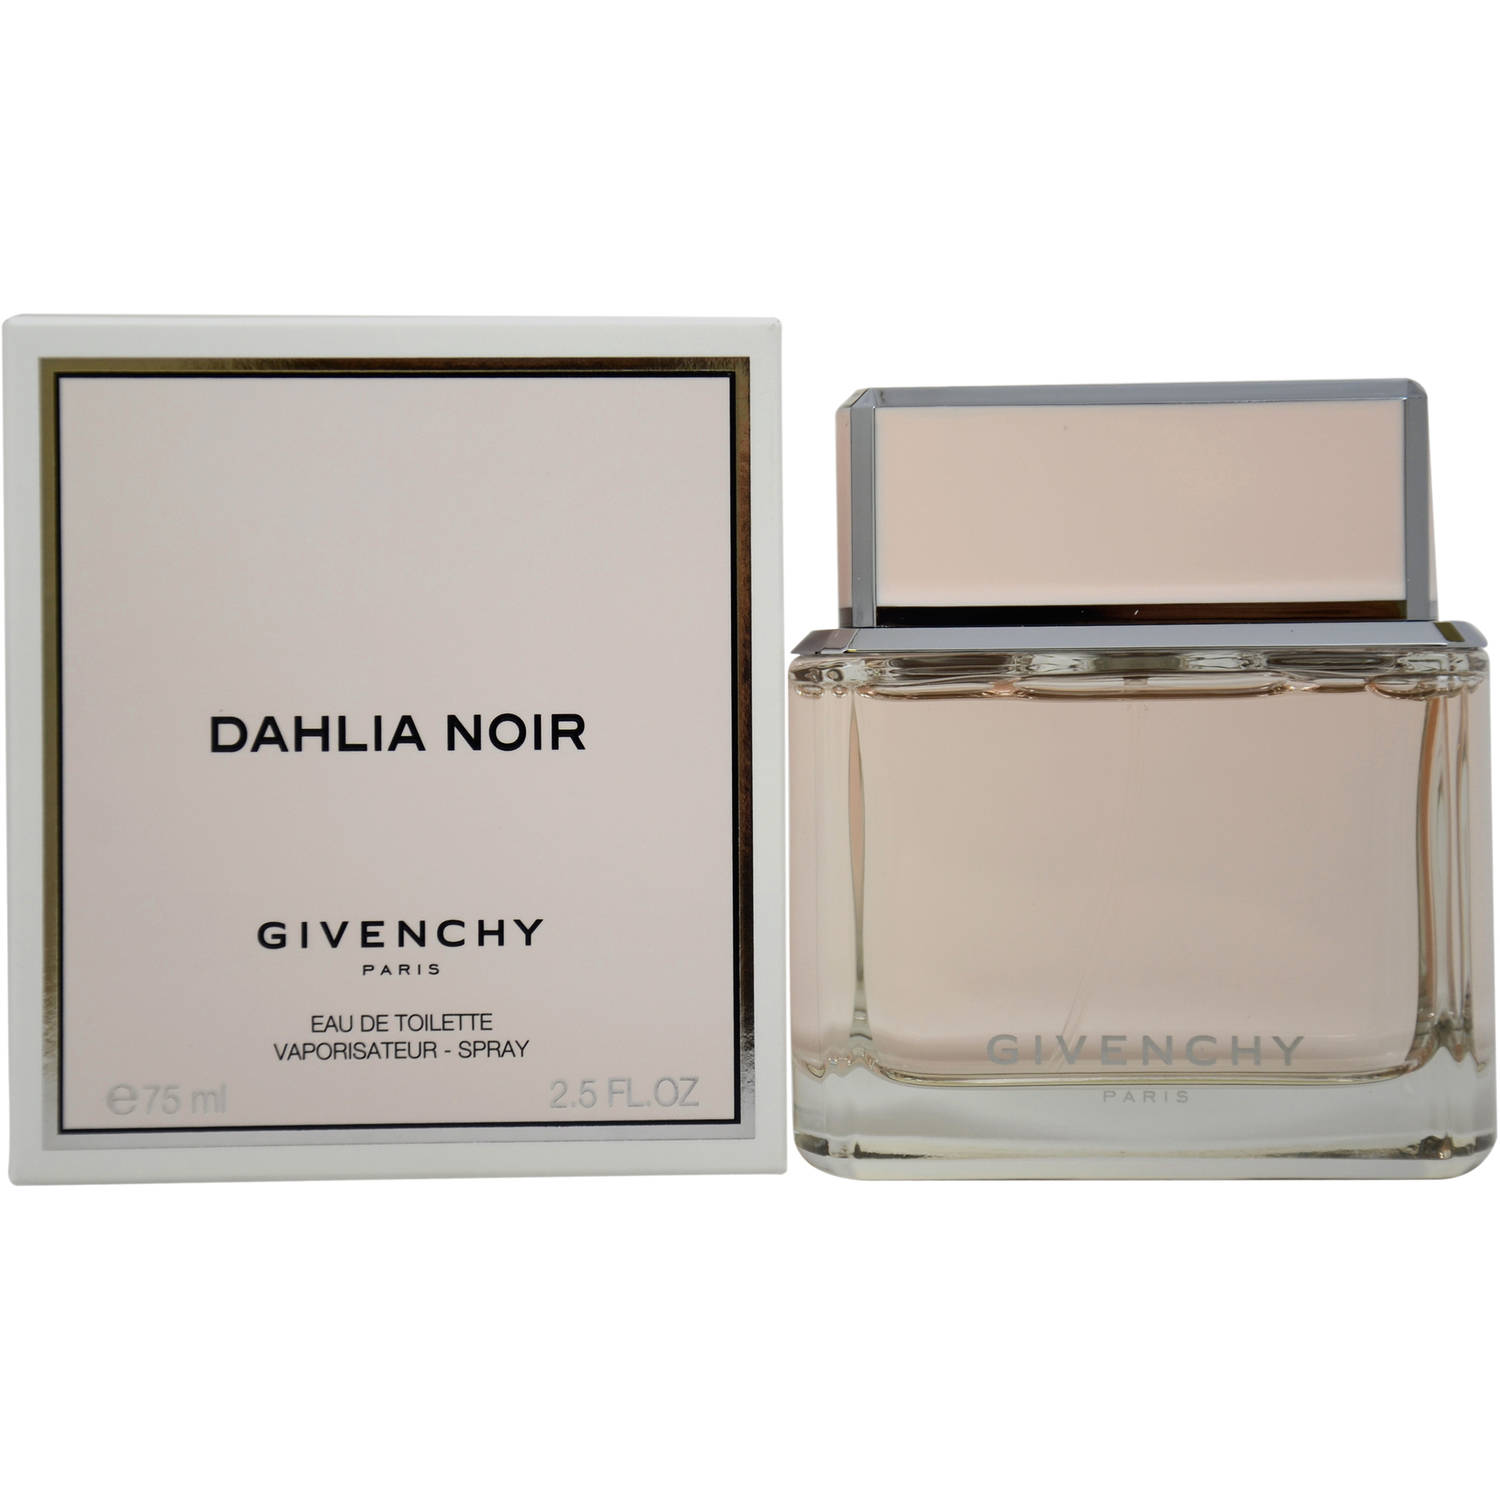 DAHLIA NOIR
GIVENCHY
PARIS
EAU DE TOILETTE
VAPORISATEUR - SPRAY
℮75 ml
2.5 FL.OZ
GIVENCHY
PARIS